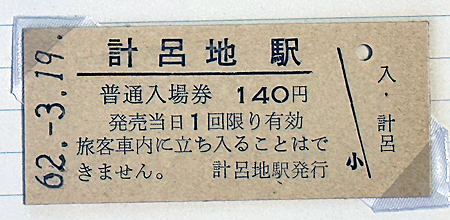 62.-3.19.
計呂地駅
普通入場券 140円
発売当日1回限り有効
旅客車内に立ち入ることはで
きません。 計呂地駅発行
小
入・計呂